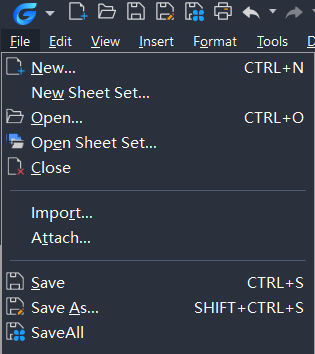 File Edit View Insert Format Tools D
New... CTRL+N
New Sheet Set...
Open... CTRL+O
Open Sheet Set...
Close
Import...
Attach...
Save CTRL+S
Save As... SHIFT+CTRL+S
SaveAll